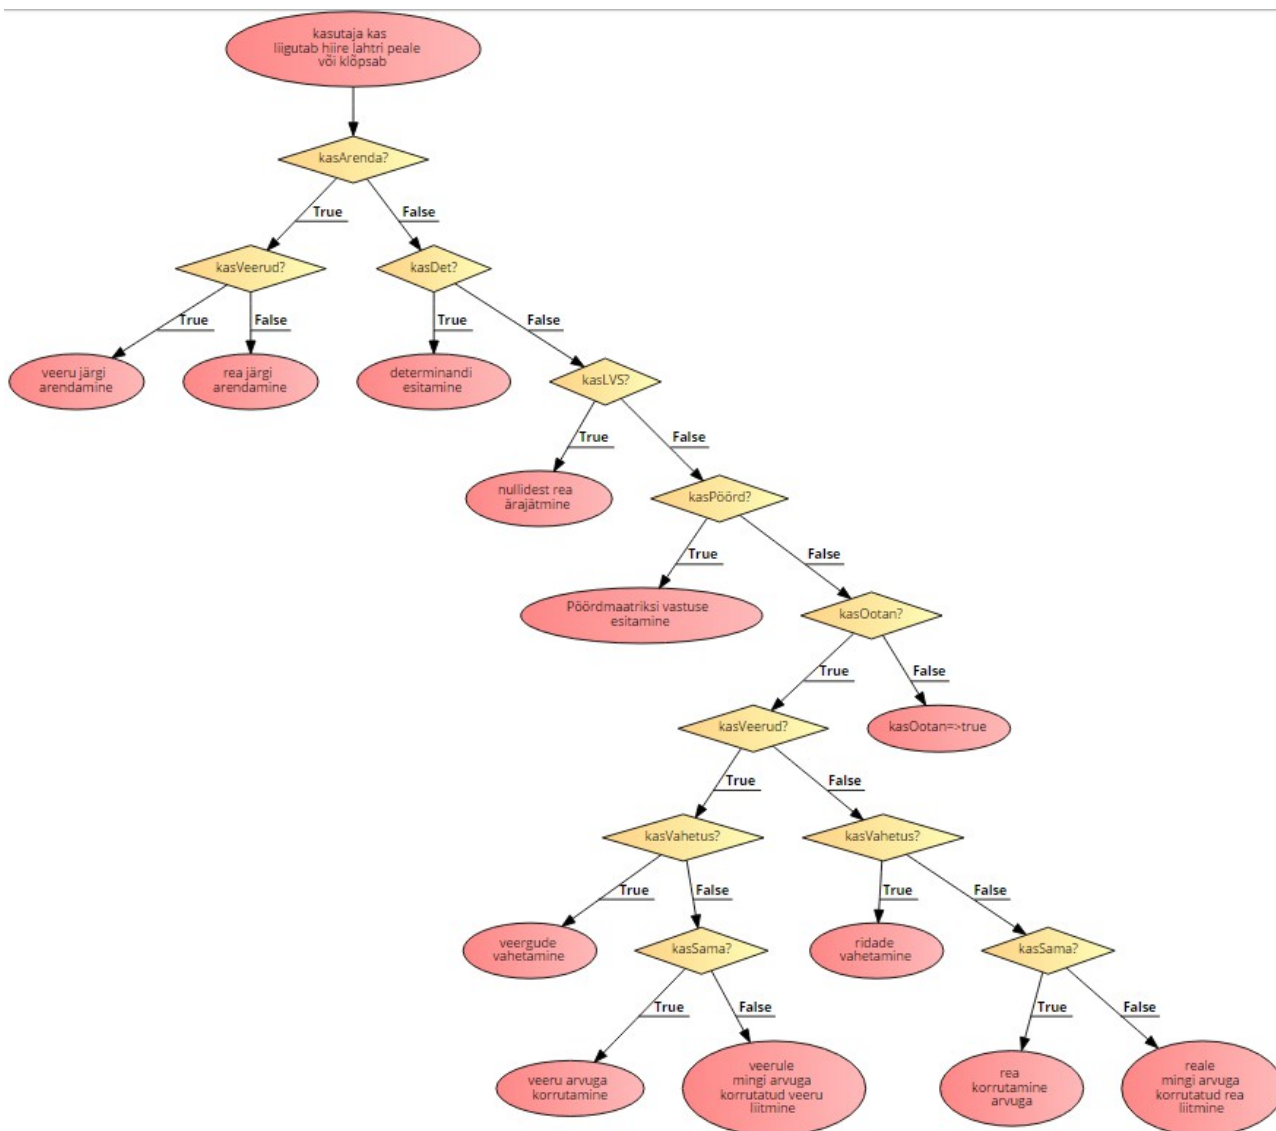 kasutaja kas
liigutab hiire lahtri peale
või klõpsab
kasArenda?
True
False
kasVeerud?
kasDet?
True
False
True
False
veeru järgi
arendamine
rea järgi
arendamine
determinandi
esitamine
kasLVS?
True
False
nullidest rea
ärajätmine
kasPöörd?
True
False
Pöördmaatriksi vastuse
esitamine
kasOotan?
True
False
kasVeerud?
kasOotan=>true
True
False
kasVahetus?
kasVahetus?
True
False
True
False
veergude
vahetamine
kasSama?
ridade
vahetamine
kasSama?
True
False
True
False
veeru arvuga
korrutamine
veerule
mingi arvuga
korrutatud veeru
liitmine
rea
korrutamine
arvuga
reale
mingi arvuga
korrutatud rea
liitmine